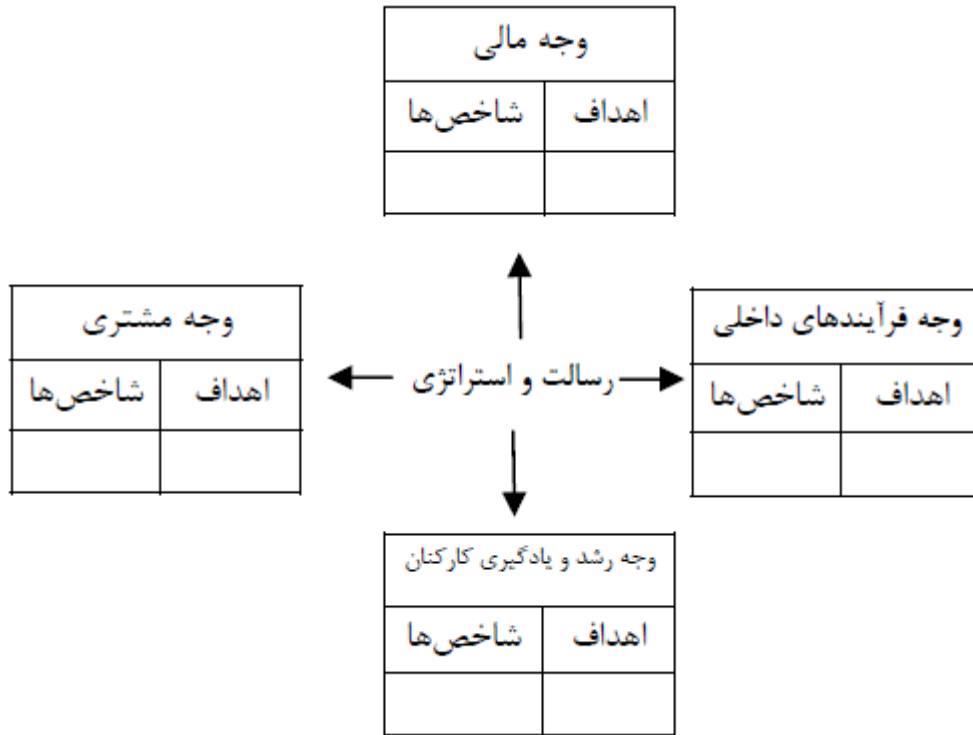 وجه مالی
اهداف شاخص‌ها
وجه فرآیندهای داخلی
اهداف شاخص‌ها
رسالت و استراتژی
وجه مشتری
اهداف شاخص‌ها
وجه رشد و یادگیری کارکنان
اهداف شاخص‌ها